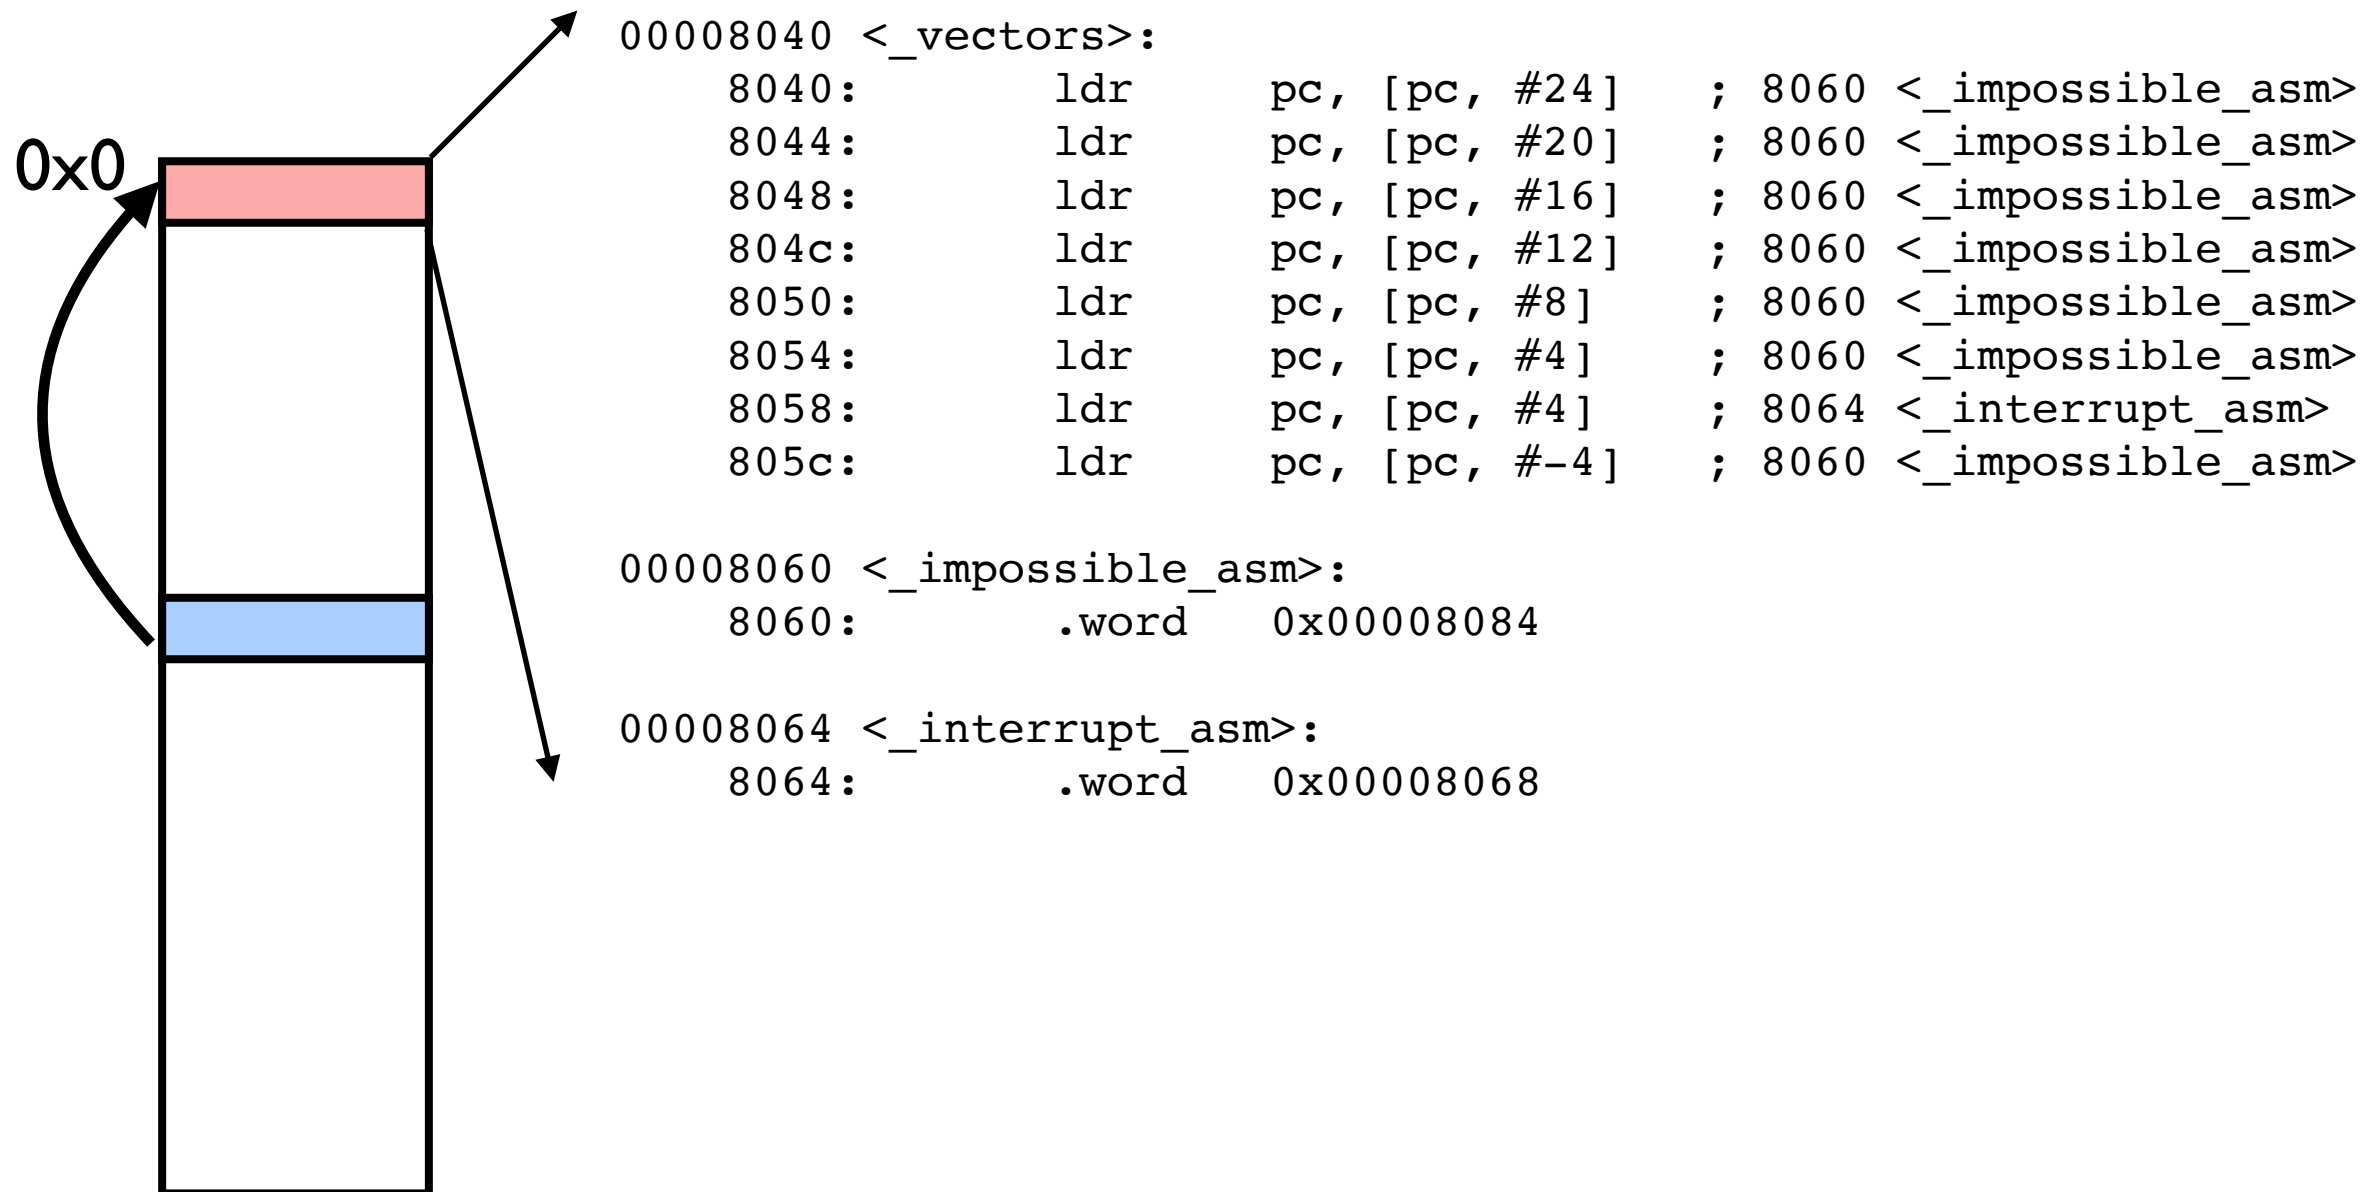 0x0
00008040 <_vectors>:
8040: ldr pc, [pc, #24] ; 8060 <_impossible_asm>
8044: ldr pc, [pc, #20] ; 8060 <_impossible_asm>
8048: ldr pc, [pc, #16] ; 8060 <_impossible_asm>
804c: ldr pc, [pc, #12] ; 8060 <_impossible_asm>
8050: ldr pc, [pc, #8] ; 8060 <_impossible_asm>
8054: ldr pc, [pc, #4] ; 8060 <_impossible_asm>
8058: ldr pc, [pc, #4] ; 8064 <_interrupt_asm>
805c: ldr pc, [pc, #-4] ; 8060 <_impossible_asm>
00008060 <_impossible_asm>:
8060: .word 0x00008084
00008064 <_interrupt_asm>:
8064: .word 0x00008068